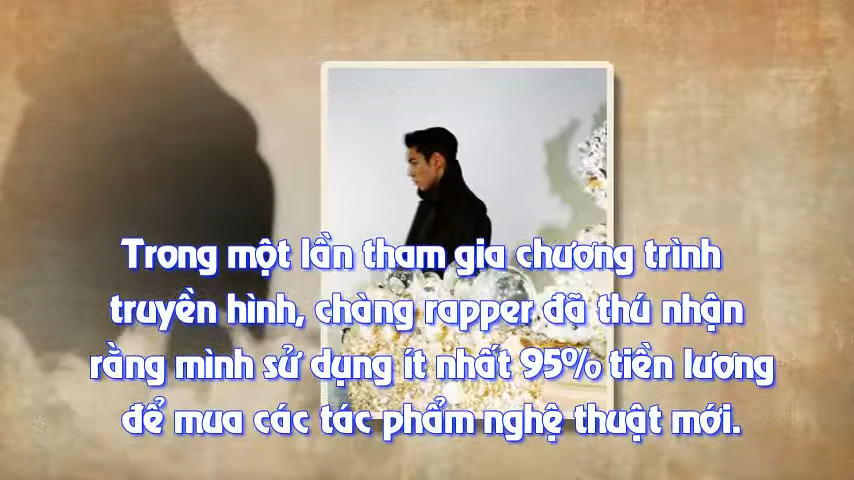 Trong một lần tham gia chương trình
truyền hình, chàng rapper đã thú nhận
rằng mình sử dụng ít nhất 95% tiền lương
để mua các tác phẩm nghệ thuật mới.